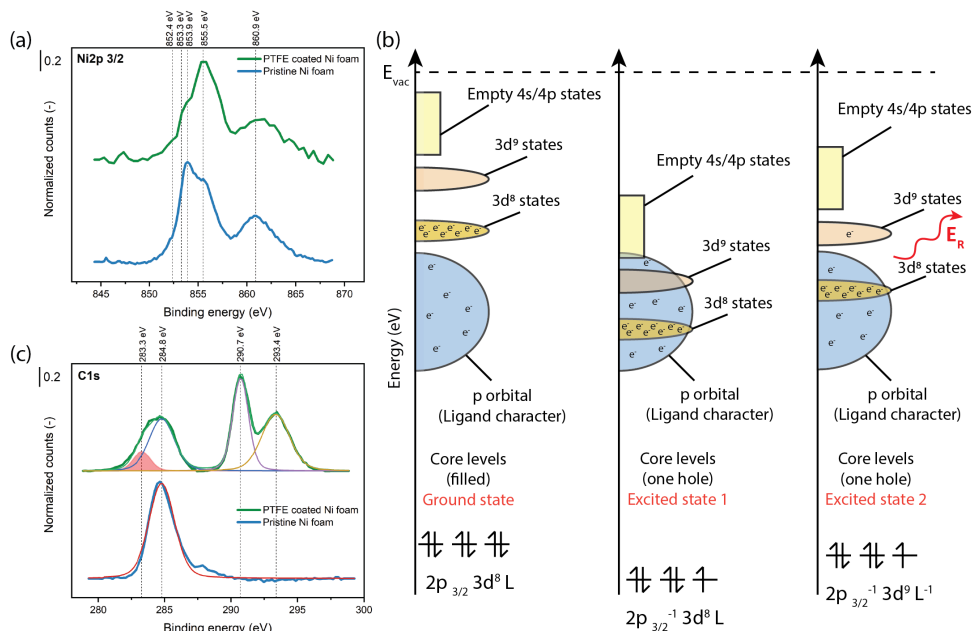 (a)
852.4 eV
853.3 eV
853.9 eV
855.5 eV
860.9 eV
0.2
Ni2p 3/2
PTFE coated Ni foam
Pristine Ni foam
Normalized counts (-)
845
850
855
860
865
870
Binding energy (eV)
(b)
E vac
Energy (eV)
Empty 4s/4p states
3d⁹ states
3d⁸ states
e⁻ e⁻ e⁻ e⁻ e⁻ e⁻ e⁻ e⁻
e⁻
e⁻
e⁻
e⁻
e⁻
e⁻
e⁻
p orbital
(Ligand character)
Core levels
(filled)
Ground state
2p 3/2 3d⁸ L
Empty 4s/4p states
3d⁹ states
3d⁸ states
e⁻ e⁻ e⁻ e⁻ e⁻ e⁻ e⁻ e⁻
e⁻
e⁻
e⁻
e⁻
e⁻
e⁻
e⁻
p orbital
(Ligand character)
Core levels
(one hole)
Excited state 1
2p 3/2⁻¹ 3d⁸ L
Empty 4s/4p states
3d⁹ states
e⁻
E R
3d⁸ states
e⁻ e⁻ e⁻ e⁻ e⁻ e⁻ e⁻ e⁻
e⁻
e⁻
e⁻
e⁻
e⁻
e⁻
p orbital
(Ligand character)
Core levels
(one hole)
Excited state 2
2p 3/2⁻¹ 3d⁹ L⁻¹
(c)
283.3 eV
284.8 eV
290.7 eV
293.4 eV
0.2
C1s
PTFE coated Ni foam
Pristine Ni foam
Normalized counts (-)
280
285
290
295
300
Binding energy (eV)